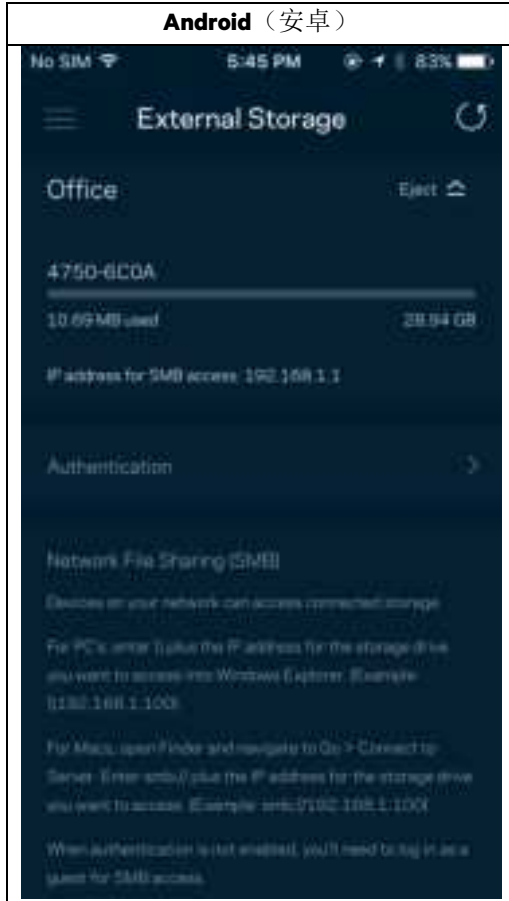 Android（安卓）
No SIM 5:45 PM 83%
External Storage
Office Eject
4750-6C0A
10.69 MB used 28.94 GB
IP address for SMB access: 192.168.1.1
Authentication
Network File Sharing (SMB)
Devices on your network can access connected storage.
For PC's, enter \\ plus the IP address for the storage drive
you want to access into Windows Explorer. (Example:
\\192.168.1.100)
For Macs, open Finder and navigate to Go > Connect to
Server. Enter smb:// plus the IP address for the storage drive
you want to access. (Example: smb://192.168.1.100)
When authentication is not enabled, you'll need to log in as a
guest for SMB access.